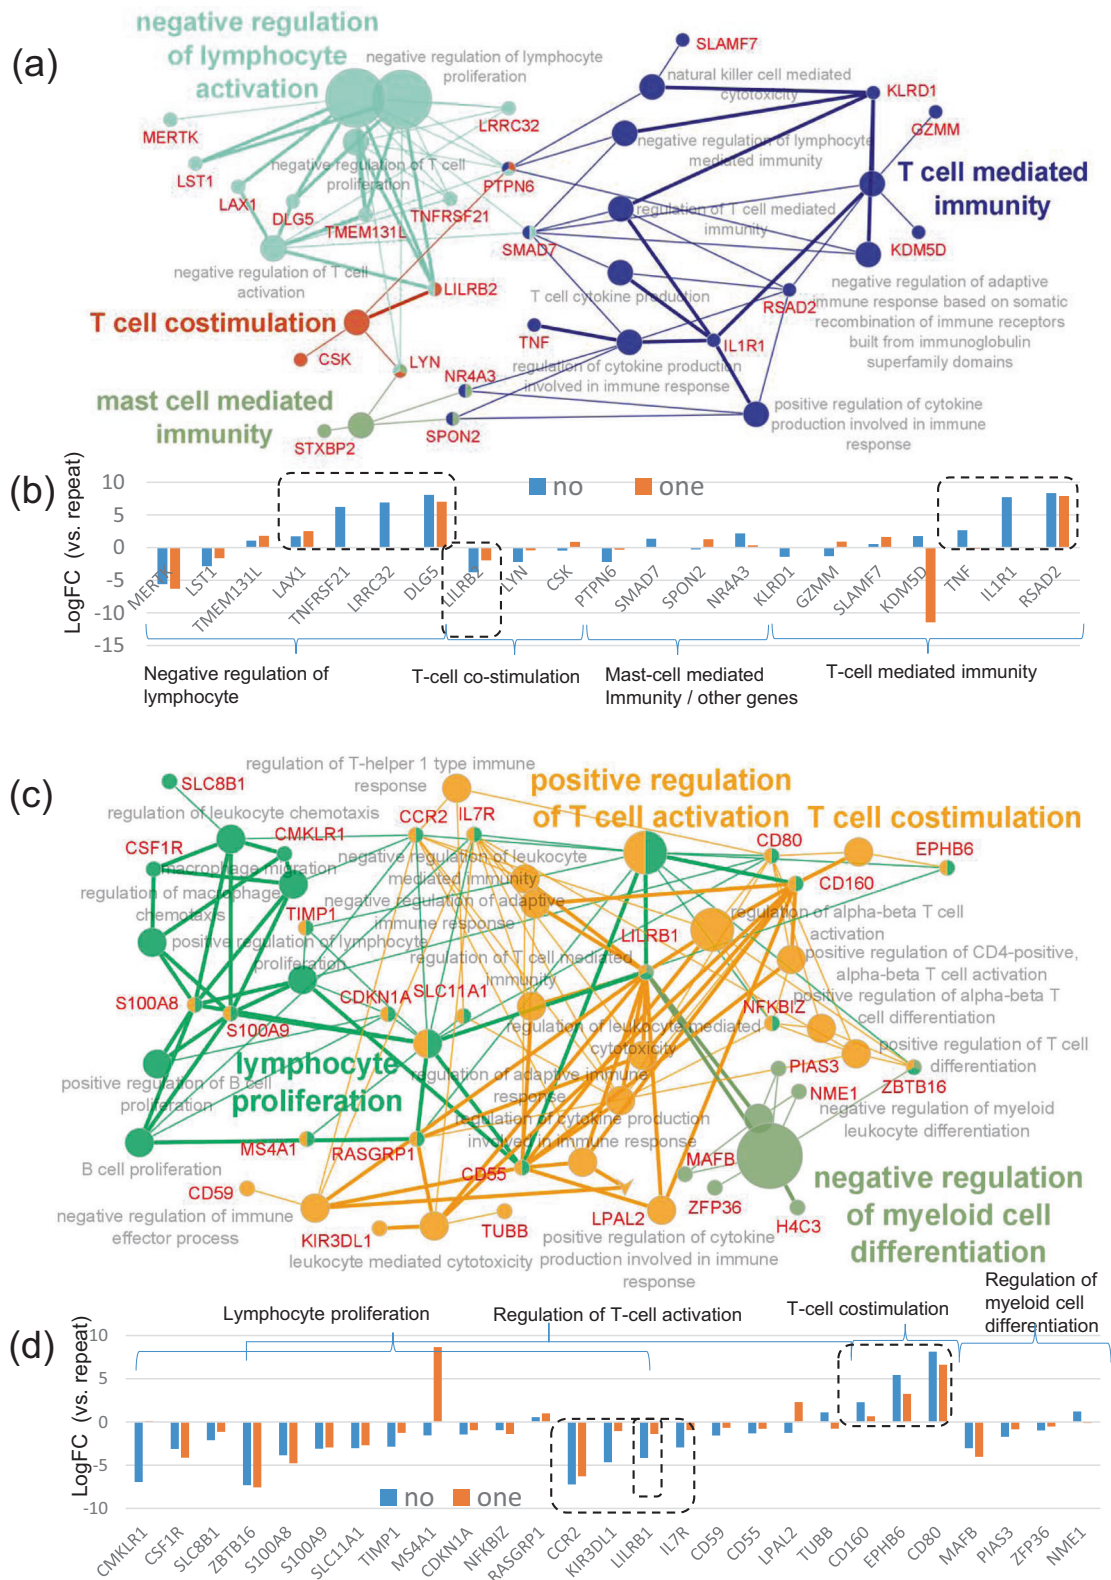 (a)
negative regulation
of lymphocyte
activation
negative regulation of lymphocyte
proliferation
SLAMF7
natural killer cell mediated
cytotoxicity
KLRD1
GZMM
MERTK
LRRC32
negative regulation of lymphocyte
mediated immunity
negative regulation of T cell
proliferation
LST1
PTPN6
T cell mediated
immunity
LAX1
DLG5
TNFRSF21
TMEM131L
regulation of T cell mediated
immunity
SMAD7
KDM5D
negative regulation of T cell
activation
LILRB2
T cell cytokine production
RSAD2
negative regulation of adaptive
immune response based on somatic
recombination of immune receptors
built from immunoglobulin
superfamily domains
T cell costimulation
TNF
IL1R1
CSK
LYN
NR4A3
regulation of cytokine production
involved in immune response
mast cell mediated
immunity
STXBP2
SPON2
positive regulation of cytokine
production involved in immune
response
(b)
LogFC (vs. repeat)
10
5
0
-5
-10
-15
no
one
MERTK
LST1
TMEM131L
LAX1
TNFRSF21
LRRC32
DLG5
LILRB2
LYN
CSK
PTPN6
SMAD7
SPON2
NR4A3
KLRD1
GZMM
SLAMF7
KDM5D
TNF
IL1R1
RSAD2
Negative regulation of
lymphocyte
T-cell co-stimulation
Mast-cell mediated
Immunity / other genes
T-cell mediated immunity
(c)
SLC8B1
regulation of T-helper 1 type immune
response
positive regulation
of T cell activation
T cell costimulation
regulation of leukocyte chemotaxis
CCR2
IL7R
CSF1R
CMKLR1
CD80
EPHB6
macrophage migration
negative regulation of leukocyte
mediated immunity
CD160
regulation of macrophage
chemotaxis
negative regulation of adaptive
immune response
TIMP1
LILRB1
regulation of alpha-beta T cell
activation
positive regulation of lymphocyte
proliferation
regulation of T cell mediated
immunity
positive regulation of CD4-positive,
alpha-beta T cell activation
S100A8
S100A9
CDKN1A
SLC11A1
NFKBIZ
positive regulation of alpha-beta T
cell differentiation
regulation of leukocyte mediated
cytotoxicity
lymphocyte
proliferation
positive regulation of T cell
differentiation
positive regulation of B cell
proliferation
regulation of adaptive immune
response
PIAS3
NME1
ZBTB16
negative regulation of myeloid
leukocyte differentiation
regulation of cytokine production
involved in immune response
MS4A1
RASGRP1
CD55
MAFB
B cell proliferation
CD59
ZFP36
negative regulation
of myeloid cell
differentiation
negative regulation of immune
effector process
KIR3DL1
TUBB
LPAL2
H4C3
leukocyte mediated cytotoxicity
positive regulation of cytokine
production involved in immune
response
(d)
Lymphocyte proliferation
Regulation of T-cell activation
T-cell costimulation
Regulation of
myeloid cell
differentiation
LogFC (vs. repeat)
10
5
0
-5
-10
no
one
CMKLR1
CSF1R
SLC8B1
ZBTB16
S100A8
S100A9
SLC11A1
TIMP1
MS4A1
CDKN1A
NFKBIZ
RASGRP1
CCR2
KIR3DL1
LILRB1
IL7R
CD59
CD55
LPAL2
TUBB
CD160
EPHB6
CD80
MAFB
PIAS3
ZFP36
NME1